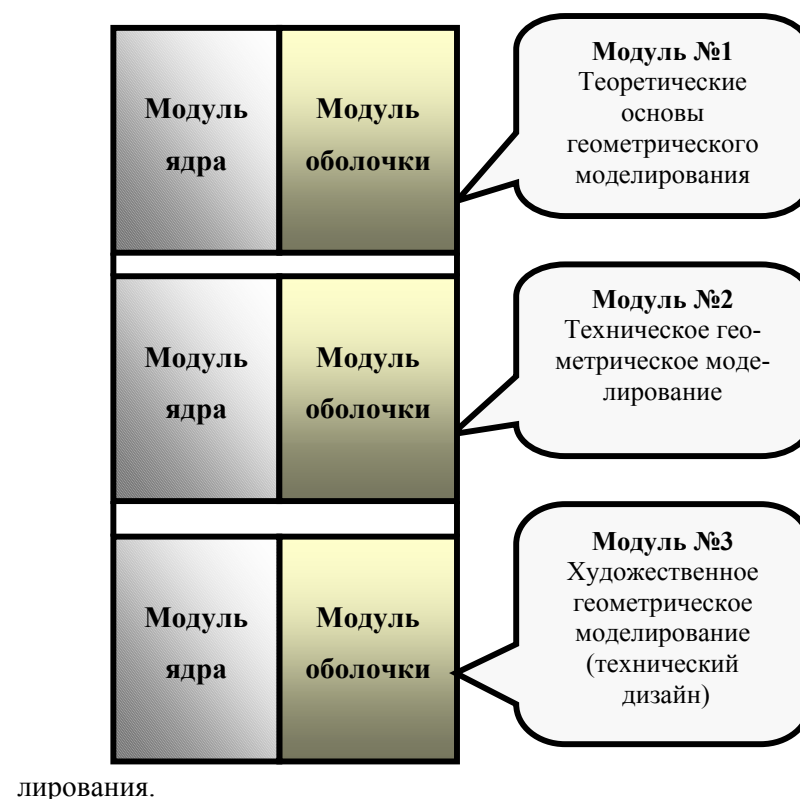 Модуль
ядра
Модуль
оболочки
Модуль №1
Теоретические
основы
геометрического
моделирования
Модуль
ядра
Модуль
оболочки
Модуль №2
Техническое гео-
метрическое моде-
лирование
Модуль
ядра
Модуль
оболочки
Модуль №3
Художественное
геометрическое
моделирование
(технический
дизайн)
лирования.